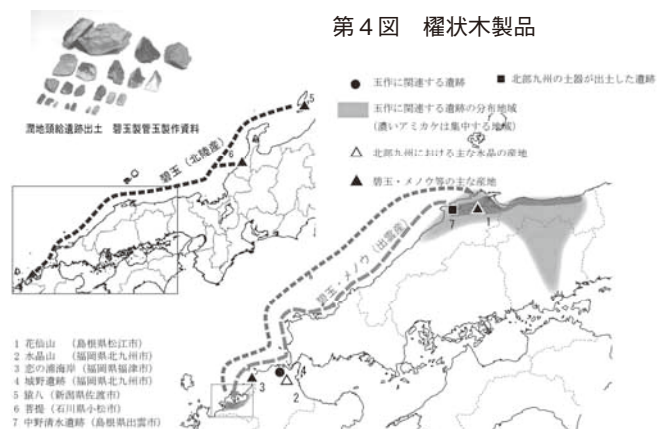 第4図 櫂状木製品
● 玉作に関連する遺跡 ■ 北部九州の土器が出土した遺跡
玉作に関連する遺跡の分布地域
(濃いアミカケは集中する地域)
△ 北部九州における主な水晶の産地
▲ 碧玉・メノウ等の主な産地
潤地頭給遺跡出土 碧玉製管玉製作資料
碧玉(北陸産)
5
6
碧玉・メノウ(出雲産)
7
1
4
3
2
1 花仙山 (島根県松江市)
2 水晶山 (福岡県北九州市)
3 恋の浦海岸 (福岡県福津市)
4 城野遺跡 (福岡県北九州市)
5 猿八 (新潟県佐渡市)
6 菩提 (石川県小松市)
7 中野清水遺跡 (島根県出雲市)